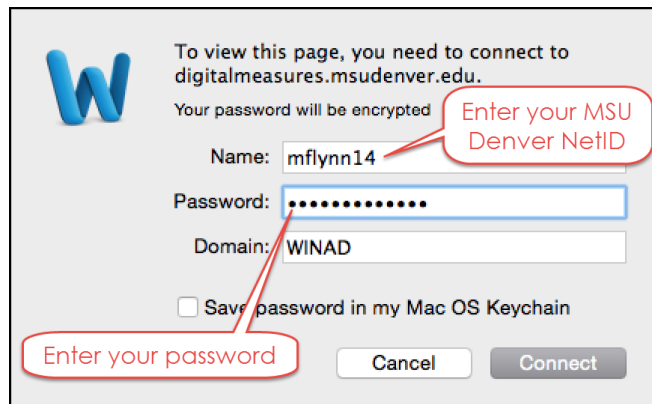 To view this page, you need to connect to
digitalmeasures.msudenver.edu.
Your password will be encrypted
Enter your MSU
Denver NetID
Name: mflynn14
Password: •••••••••••••
Domain: WINAD
Save password in my Mac OS Keychain
Enter your password
Cancel Connect